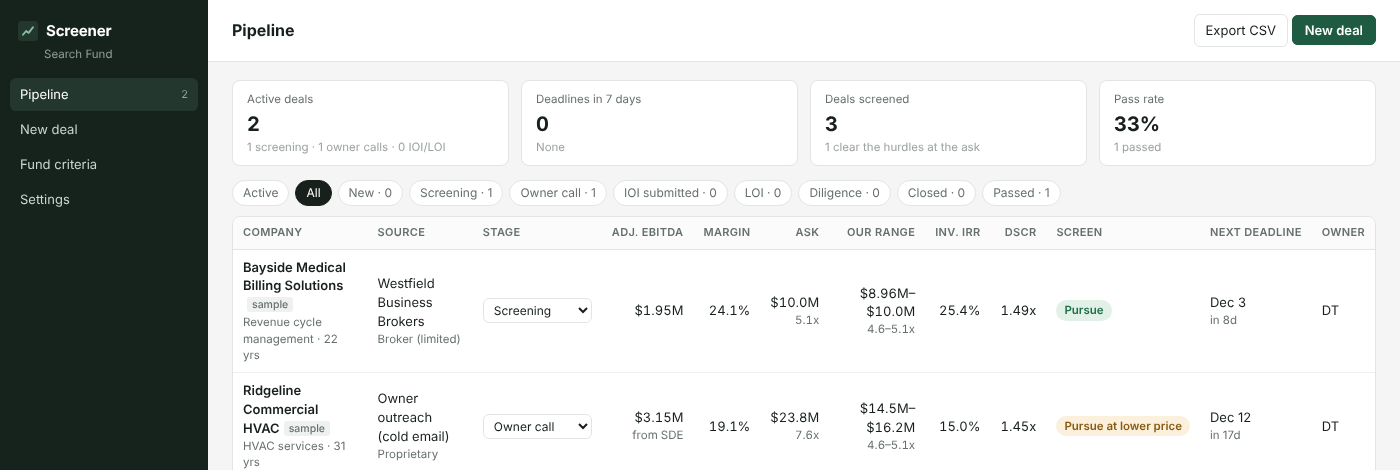 Screener
Search Fund
Pipeline 2
New deal
Fund criteria
Settings
Pipeline
Export CSV
New deal
Active deals
2
1 screening · 1 owner calls · 0 IOI/LOI
Deadlines in 7 days
0
None
Deals screened
3
1 clear the hurdles at the ask
Pass rate
33%
1 passed
Active All New · 0 Screening · 1 Owner call · 1 IOI submitted · 0 LOI · 0 Diligence · 0 Closed · 0 Passed · 1
COMPANY SOURCE STAGE ADJ. EBITDA MARGIN ASK OUR RANGE INV. IRR DSCR SCREEN NEXT DEADLINE OWNER
Bayside Medical
Billing Solutions
sample
Revenue cycle
management · 22
yrs
Westfield
Business
Brokers
Broker (limited)
Screening
$1.95M
24.1%
$10.0M
5.1x
$8.96M–
$10.0M
4.6–5.1x
25.4%
1.49x
Pursue
Dec 3
in 8d
DT
Ridgeline
Commercial
HVAC sample
HVAC services · 31
yrs
Owner
outreach
(cold email)
Proprietary
Owner call
$3.15M
from SDE
19.1%
$23.8M
7.6x
$14.5M–
$16.2M
4.6–5.1x
15.0%
1.45x
Pursue at lower price
Dec 12
in 17d
DT